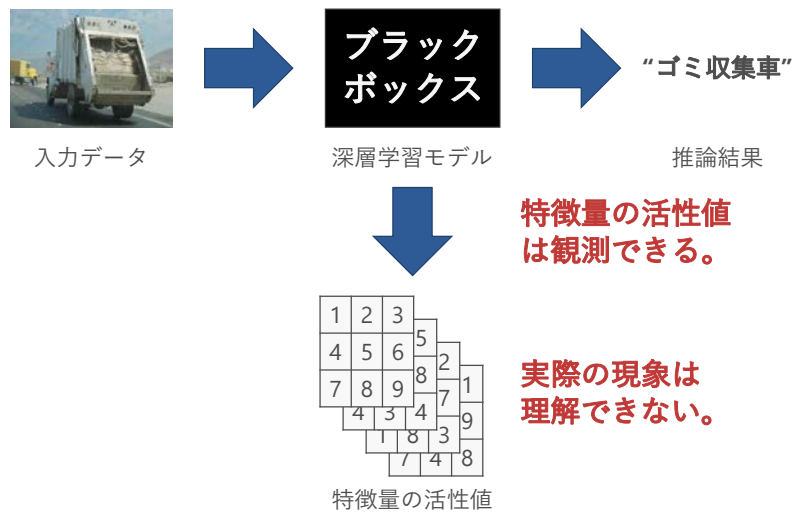 ブラック
ボックス
“ゴミ収集車”
入力データ
深層学習モデル
推論結果
特徴量の活性値
は観測できる。
1 2 3
4 5 6
7 8 9
5
8
4 3 4
2
7
1 8 3
1
9
7 4 8
実際の現象は
理解できない。
特徴量の活性値